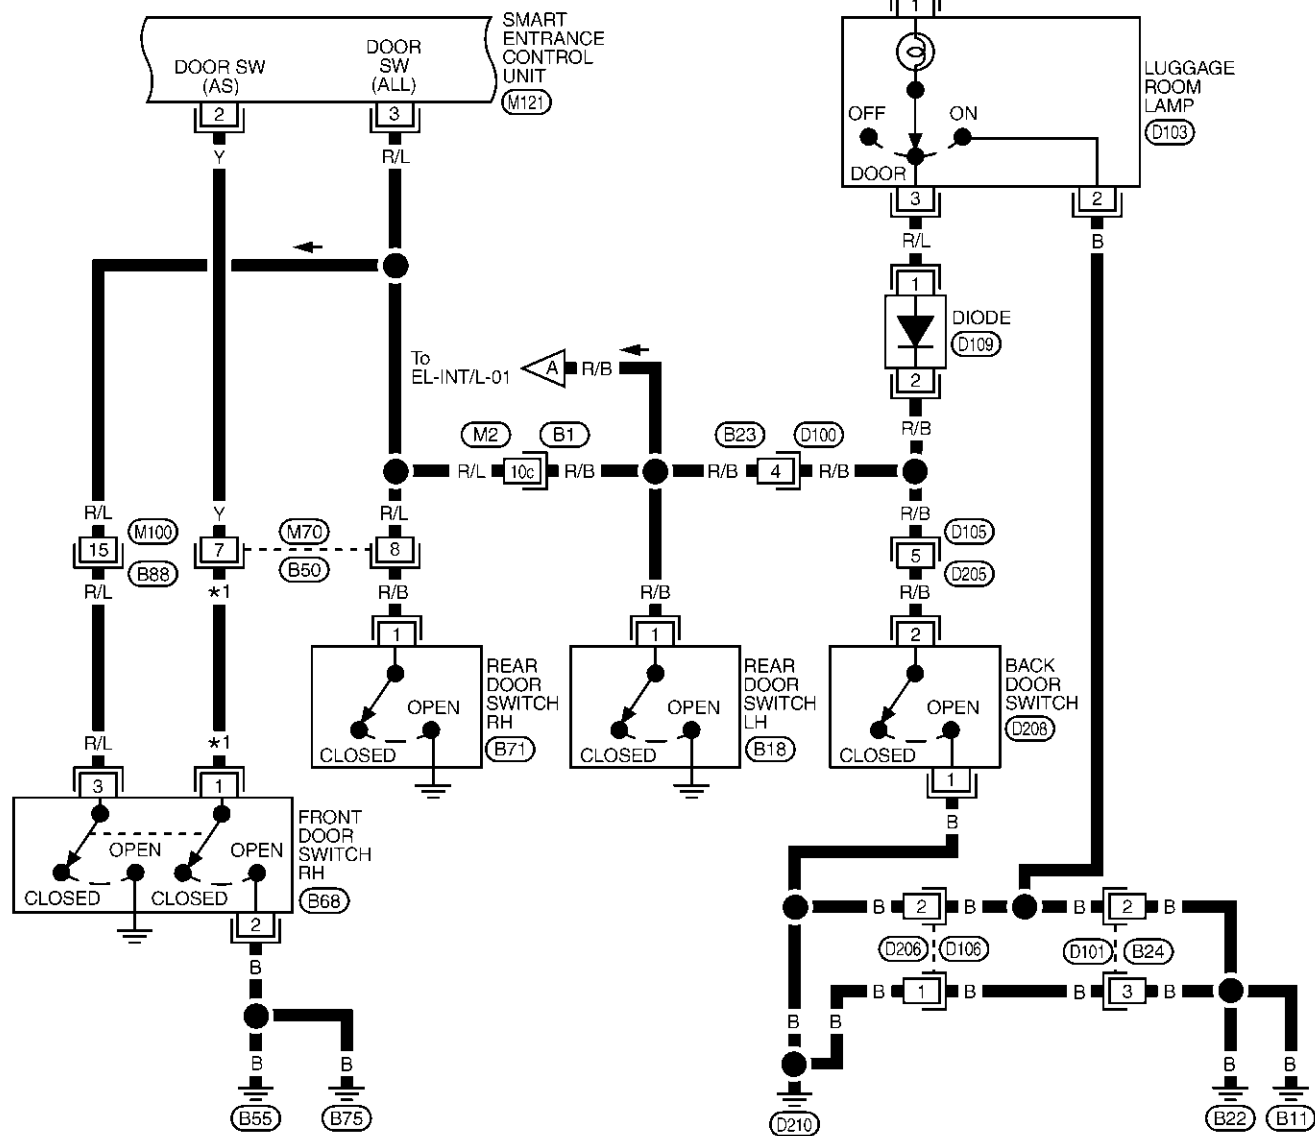 1
SMART
ENTRANCE
CONTROL
UNIT
M121
DOOR SW
(AS)
DOOR
SW
(ALL)
2
3
Y
R/L
LUGGAGE
ROOM
LAMP
D103
OFF
ON
DOOR
3
2
R/L
B
1
DIODE
D109
2
R/B
To
EL-INT/L-01
A
R/B
M2
B1
B23
D100
R/L
10c
R/B
R/B
4
R/B
R/L
Y
R/L
R/B
15
M100
B88
7
M70
B50
8
5
D105
D205
R/L
*1
R/B
R/B
R/B
1
1
2
REAR
DOOR
SWITCH
RH
B71
OPEN
CLOSED
REAR
DOOR
SWITCH
LH
B18
OPEN
CLOSED
BACK
DOOR
SWITCH
D208
OPEN
CLOSED
1
B
R/L
*1
3
1
FRONT
DOOR
SWITCH
RH
B68
OPEN
CLOSED
OPEN
CLOSED
2
B
B
B
B55
B75
B
2
B
B
2
B
D206
D106
D101
B24
B
1
B
B
3
B
B
B
D210
B
B
B22
B11